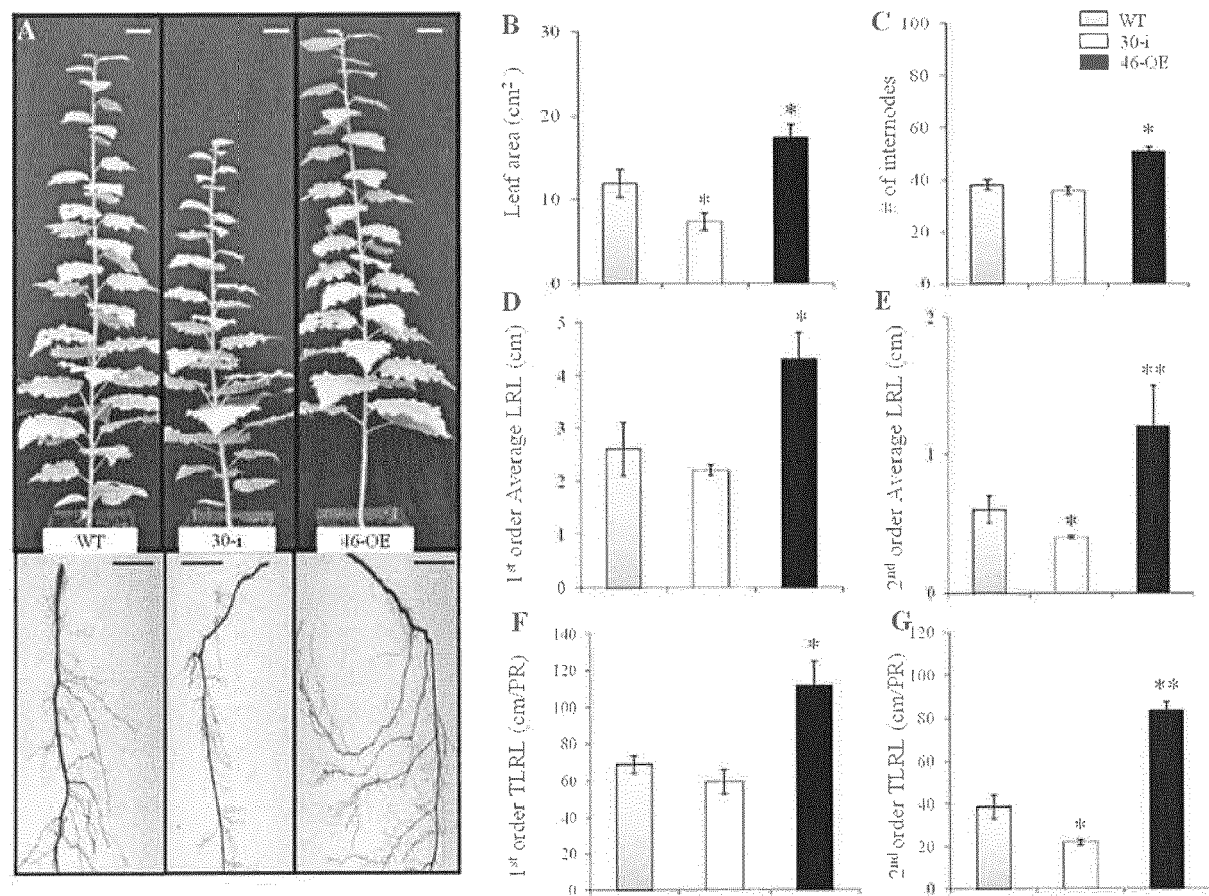 A
WT
30-i
46-OE
B
Leaf area (cm²)
30
20
10
0
*
*
C
# of internodes
100
80
60
40
20
0
*
WT
30-i
46-OE
D
1st order Average LRL (cm)
5
4
3
2
1
0
*
E
2nd order Average LRL (cm)
2
1
0
*
**
F
1st order TLRL (cm/PR)
140
120
100
80
60
40
20
0
*
G
2nd order TLRL (cm/PR)
120
100
80
60
40
20
0
*
**